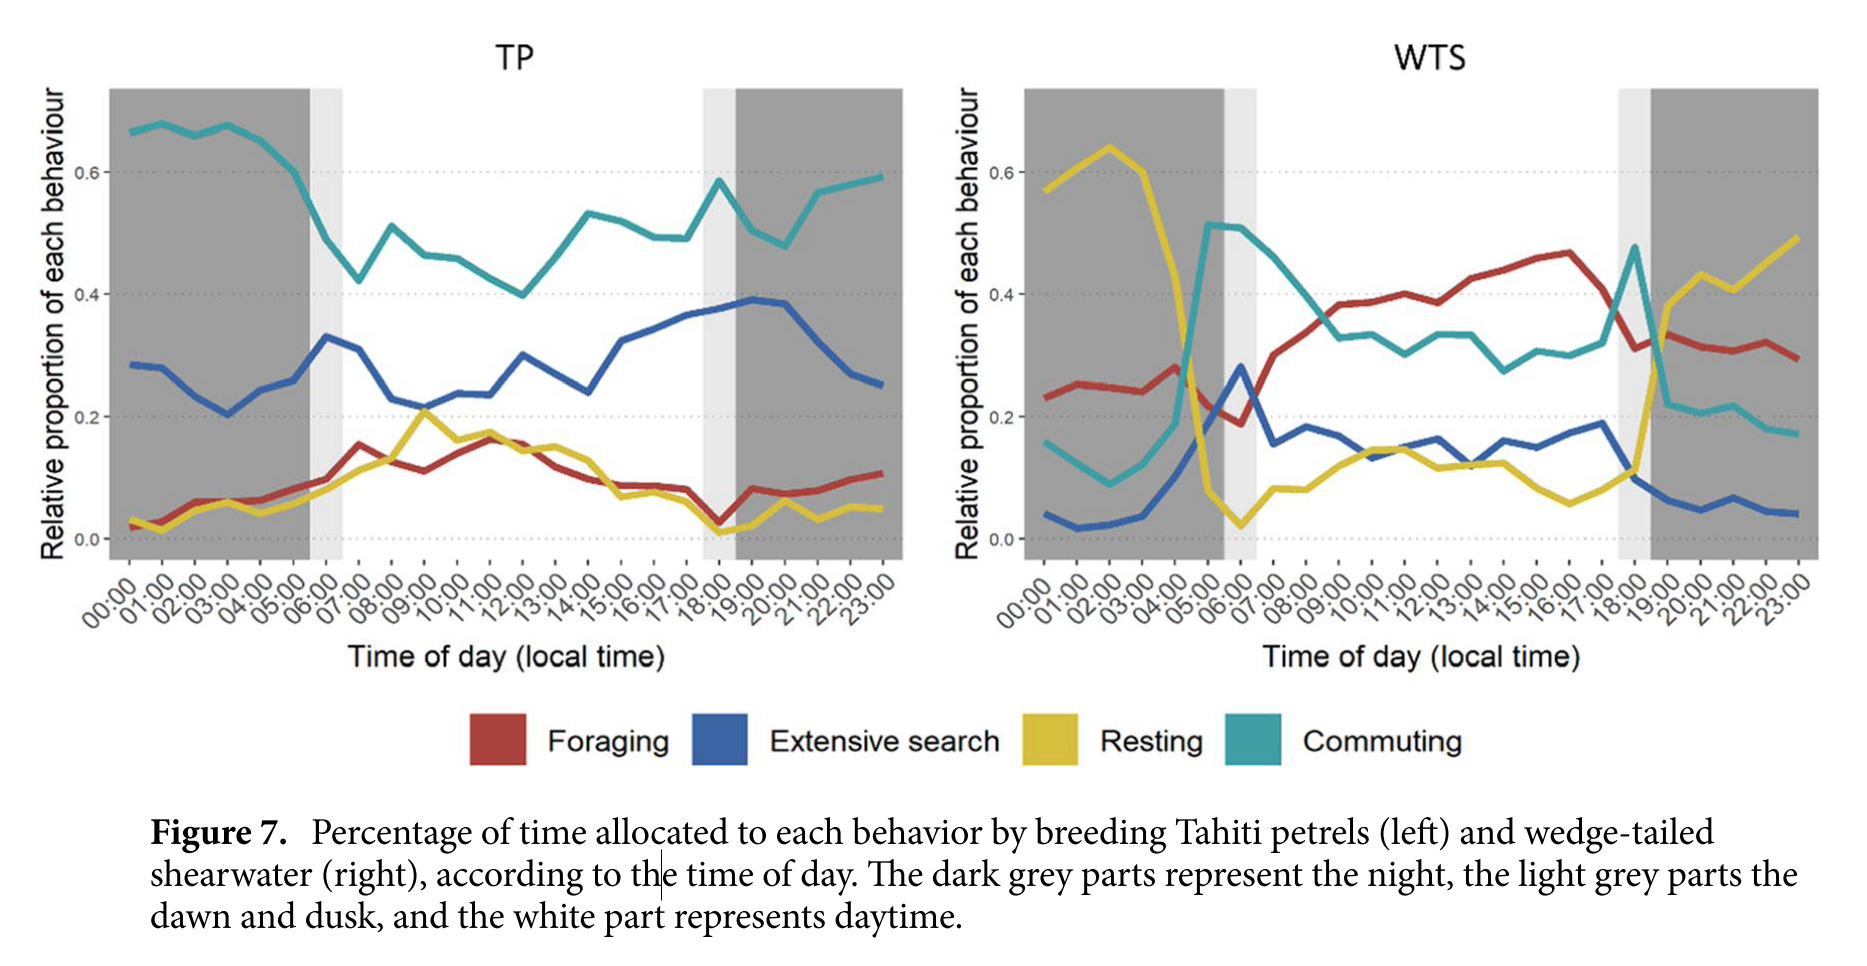 TP
WTS
Relative proportion of each behaviour
0.6
0.4
0.2
0.0
00:00 01:00 02:00 03:00 04:00 05:00 06:00 07:00 08:00 09:00 10:00 11:00 12:00 13:00 14:00 15:00 16:00 17:00 18:00 19:00 20:00 21:00 22:00 23:00
Time of day (local time)
Relative proportion of each behaviour
0.6
0.4
0.2
0.0
00:00 01:00 02:00 03:00 04:00 05:00 06:00 07:00 08:00 09:00 10:00 11:00 12:00 13:00 14:00 15:00 16:00 17:00 18:00 19:00 20:00 21:00 22:00 23:00
Time of day (local time)
Foraging Extensive search Resting Commuting
Figure 7. Percentage of time allocated to each behavior by breeding Tahiti petrels (left) and wedge-tailed
shearwater (right), according to the time of day. The dark grey parts represent the night, the light grey parts the
dawn and dusk, and the white part represents daytime.